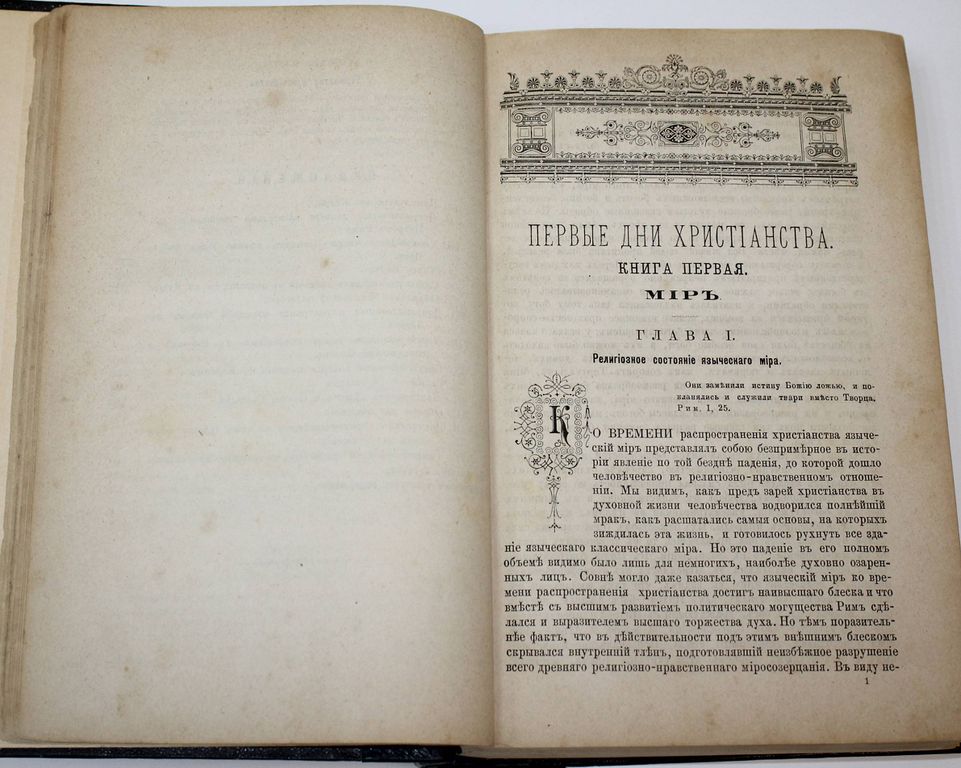 ПЕРВЫЕ ДНИ ХРИСТІАНСТВА.
КНИГА ПЕРВАЯ.
МІРЪ
ГЛАВА I.
Религіозное состояніе языческаго міра.
Они замѣнили истину Божію ложью, и по-
клaнялись и служили твари вмѣсто Творца.
Рим. 1, 25.
КО ВРЕМЕНИ распространенія христіанства языче-
скій міръ представлялъ собою безпримѣрное въ исто-
ріи явленіе по той безднѣ паденія, до которой дошло
человѣчество въ религіозно-нравственномъ отноше-
ніи. Мы видимъ, какъ предъ зарей христіанства въ
духовной жизни человѣчества водворился полнѣйшій
мракъ, какъ расшатались самыя основы, на которыхъ
зиждилась эта жизнь, и готовилось рухнуть все зда-
ніе языческаго классическаго міра. Но это паденіе въ его полномъ
объемѣ видимо было лишь для немногихъ, наиболѣе духовно озарен-
ныхъ лицъ. Совнѣ могло даже казаться, что языческій міръ ко вре-
мени распространенія христіанства достигъ наивысшаго блеска и что
вмѣстѣ съ высшимъ развитіемъ политическаго могущества Римъ сдѣ-
лался и выразителемъ высшаго торжества духа. Но тѣмъ поразитель-
нѣе фактъ, что въ дѣйствительности подъ этимъ внѣшнимъ блескомъ
скрывался внутренній тлѣнъ, подготовлявшій неизбѣжное разрушеніе
всего древняго религіозно-нравственнаго міросозерцанія. Въ виду не-
1